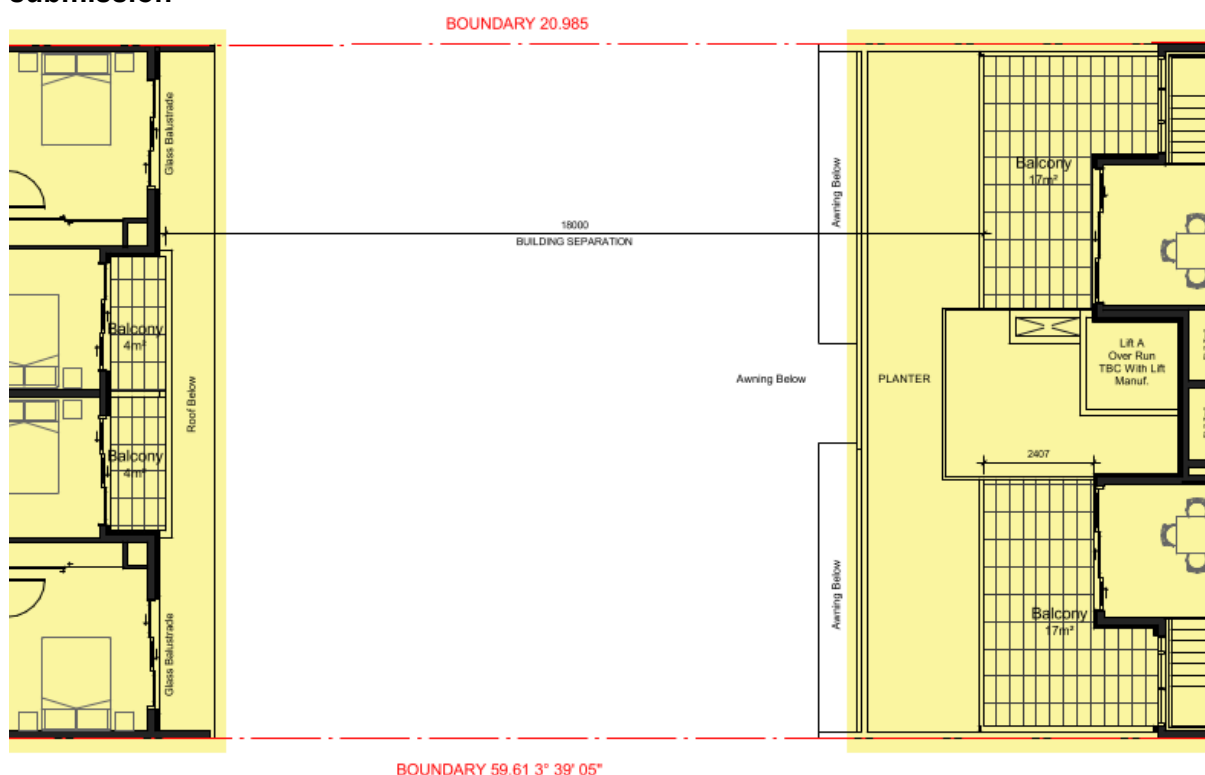 submission
BOUNDARY 20.985
Glass Balustrade
Awning Below
Balcony
17m²
18000
BUILDING SEPARATION
Balcony
4m²
Lift A
Over Run
TBC With Lift
Manuf.
Awning Below
PLANTER
Roof Below
Balcony
4m²
2407
Awning Below
Balcony
17m²
Glass Balustrade
BOUNDARY 59.61 3° 39' 05"